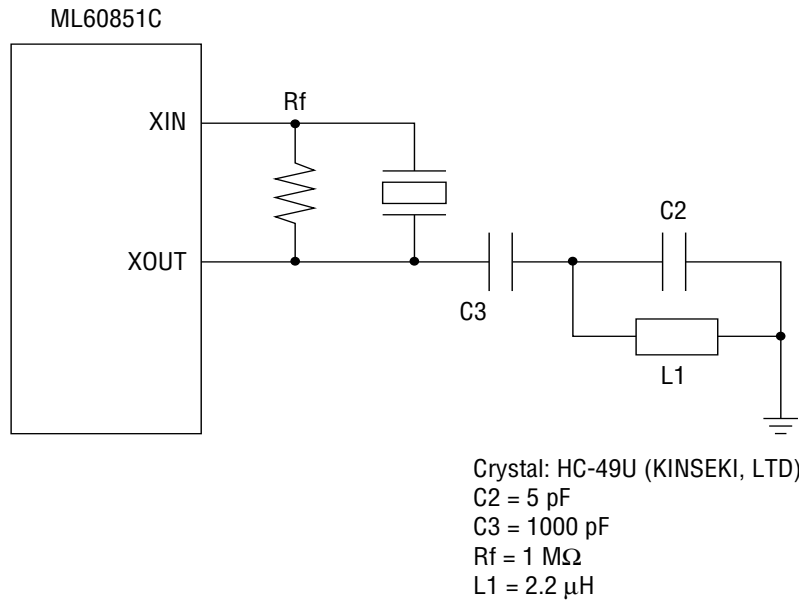 ML60851C
XIN
Rf
XOUT
C3
C2
L1
Crystal: HC-49U (KINSEKI, LTD)
C2 = 5 pF
C3 = 1000 pF
Rf = 1 MΩ
L1 = 2.2 μH